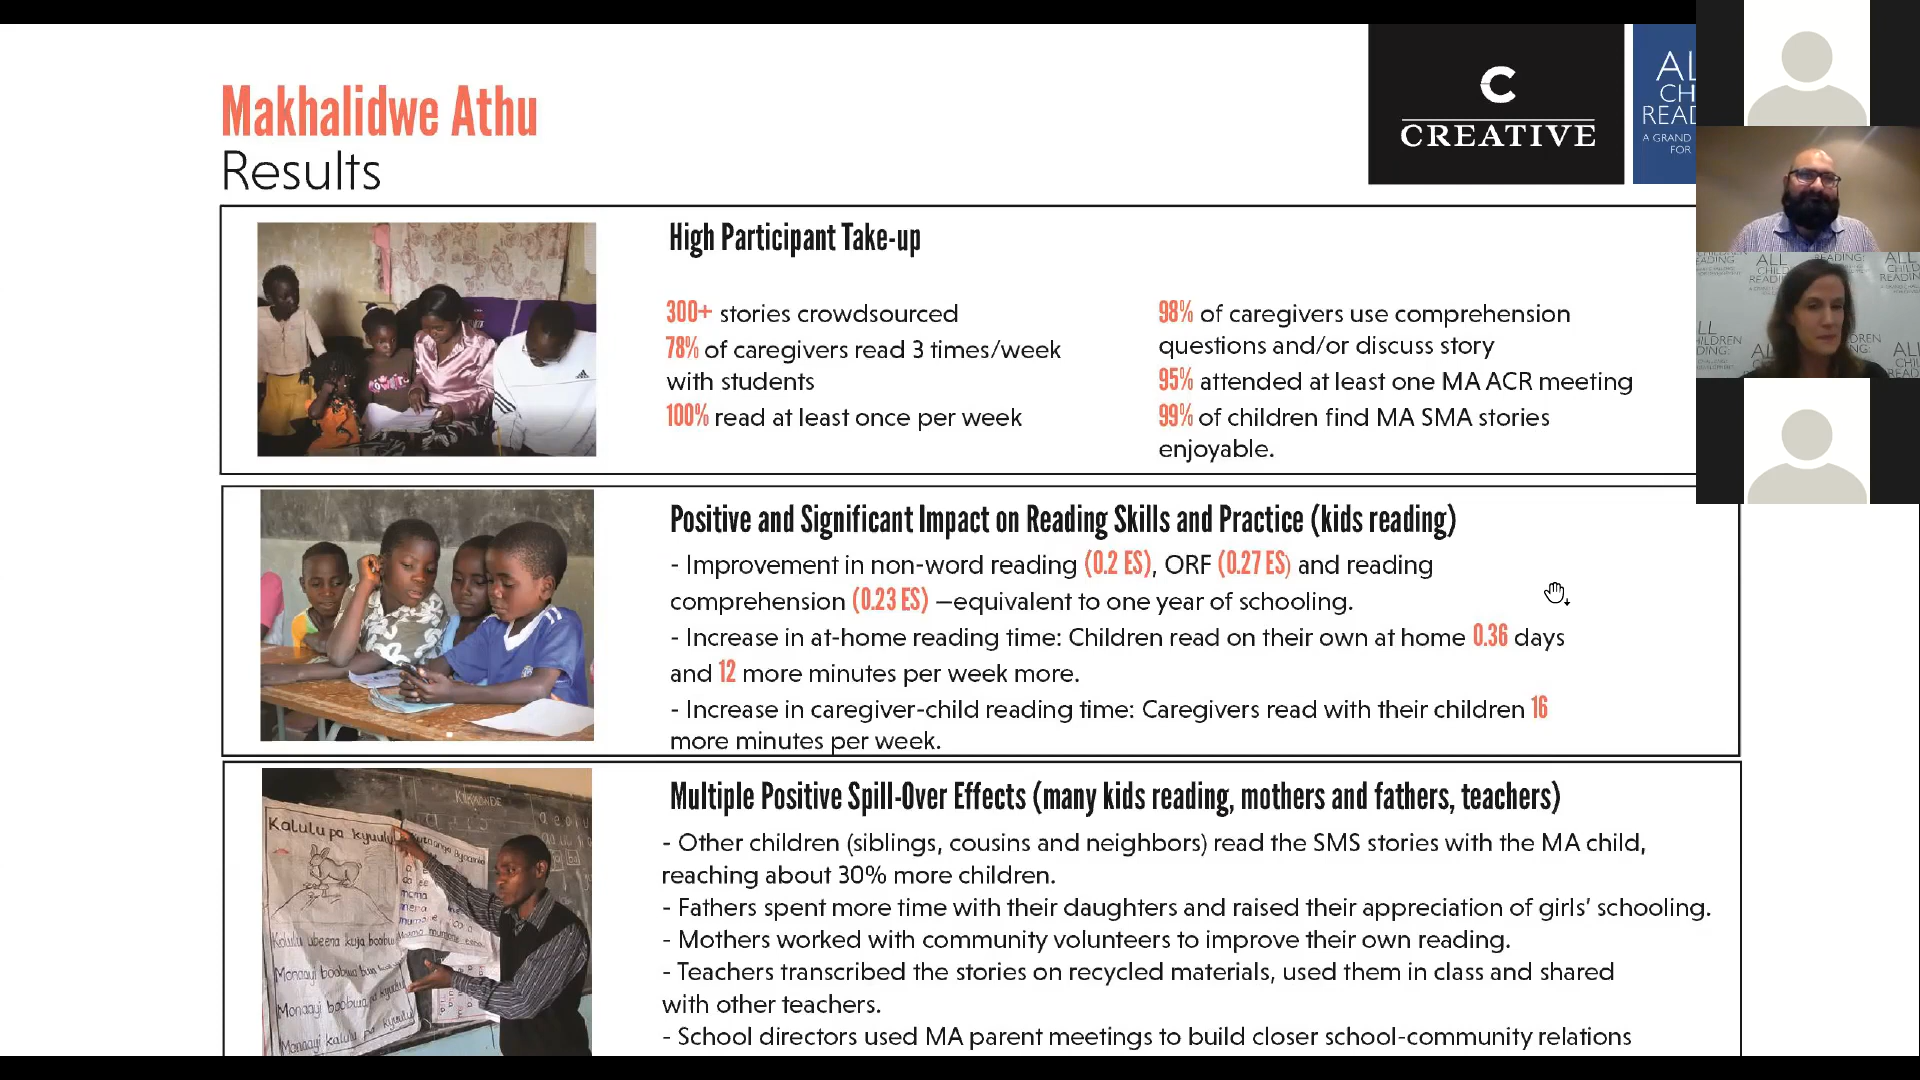 Makhalidwe Athu
Results
C
CREATIVE
AL
CH
READ
A GRAND
FOR
High Participant Take-up
300+ stories crowdsourced
78% of caregivers read 3 times/week
with students
100% read at least once per week
98% of caregivers use comprehension
questions and/or discuss story
95% attended at least one MA ACR meeting
99% of children find MA SMA stories
enjoyable.
Positive and Significant Impact on Reading Skills and Practice (kids reading)
- Improvement in non-word reading (0.2 ES), ORF (0.27 ES) and reading
comprehension (0.23 ES) –equivalent to one year of schooling.
- Increase in at-home reading time: Children read on their own at home 0.36 days
and 12 more minutes per week more.
- Increase in caregiver-child reading time: Caregivers read with their children 16
more minutes per week.
Kalulu pa kyuulu
Multiple Positive Spill-Over Effects (many kids reading, mothers and fathers, teachers)
- Other children (siblings, cousins and neighbors) read the SMS stories with the MA child,
reaching about 30% more children.
- Fathers spent more time with their daughters and raised their appreciation of girls’ schooling.
- Mothers worked with community volunteers to improve their own reading.
- Teachers transcribed the stories on recycled materials, used them in class and shared
with other teachers.
- School directors used MA parent meetings to build closer school-community relations